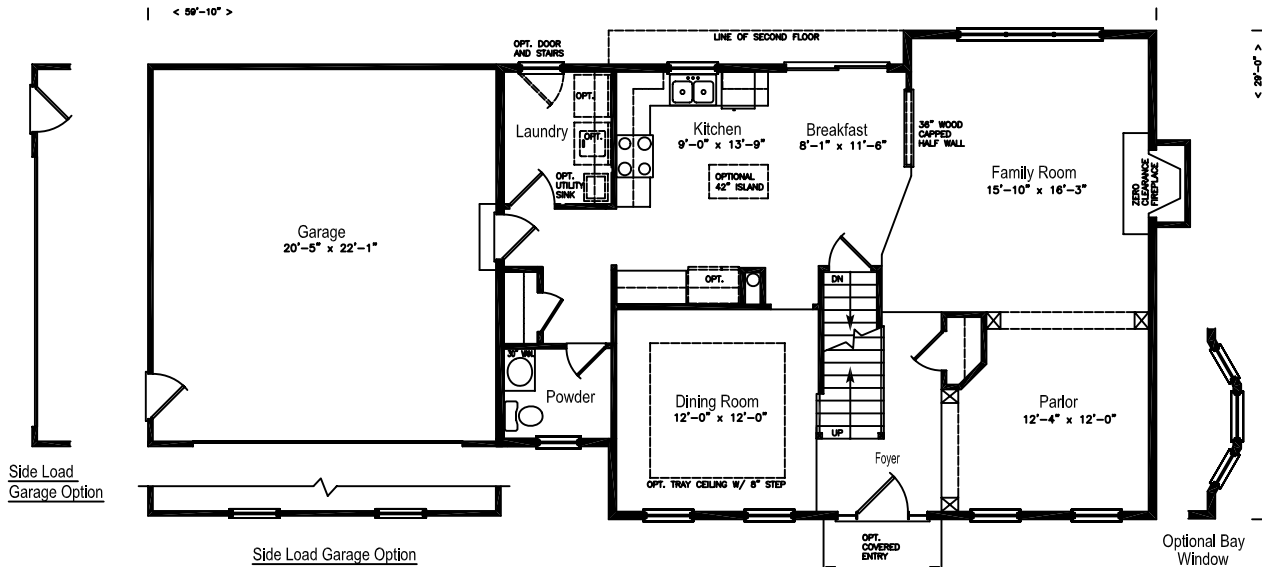 < 59'-10" >
OPT. DOOR
AND STAIRS
LINE OF SECOND FLOOR
< 29'-0" >
Laundry
OPT.
OPT.
OPT.
UTILITY
SINK
Kitchen
9'-0" x 13'-9"
OPTIONAL
42" ISLAND
Breakfast
8'-1" x 11'-6"
36" WOOD
CAPPED
HALF WALL
Family Room
15'-10" x 16'-3"
ZERO
CLEARANCE
FIREPLACE
Garage
20'-5" x 22'-1"
OPT.
DN
30" VAN.
Powder
Dining Room
12'-0" x 12'-0"
OPT. TRAY CEILING W/ 8" STEP
UP
Foyer
Parlor
12'-4" x 12'-0"
Side Load
Garage Option
Side Load Garage Option
OPT.
COVERED
ENTRY
Optional Bay
Window